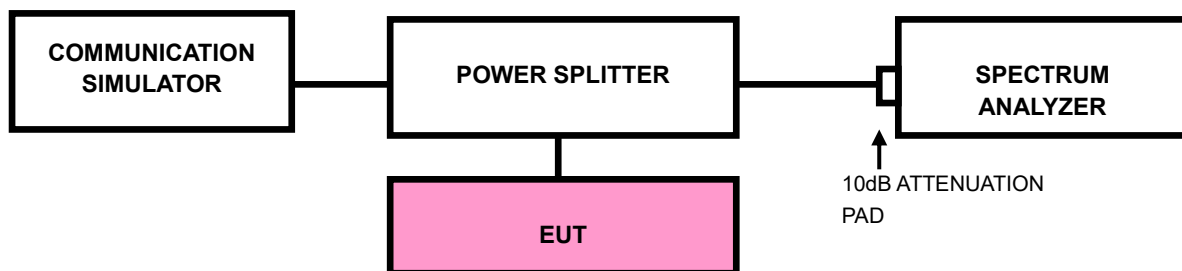 COMMUNICATION
SIMULATOR
POWER SPLITTER
SPECTRUM
ANALYZER
10dB ATTENUATION
PAD
EUT